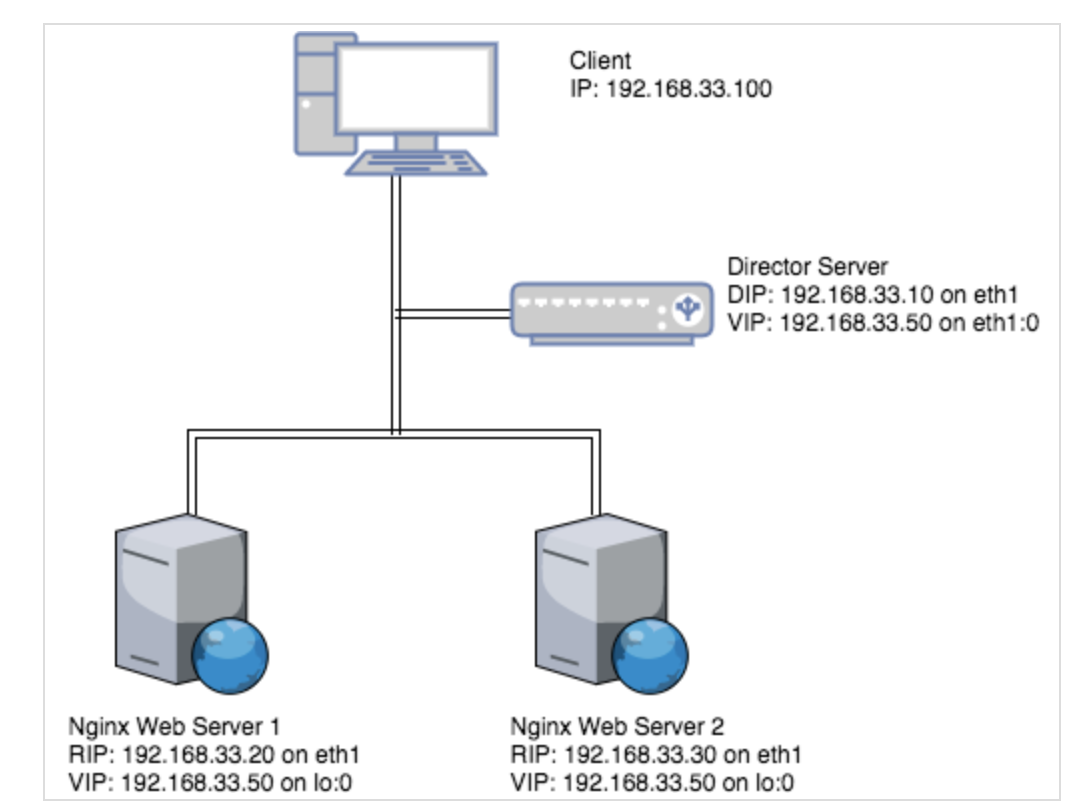 Client
IP: 192.168.33.100
Director Server
DIP: 192.168.33.10 on eth1
VIP: 192.168.33.50 on eth1:0
Nginx Web Server 1
RIP: 192.168.33.20 on eth1
VIP: 192.168.33.50 on lo:0
Nginx Web Server 2
RIP: 192.168.33.30 on eth1
VIP: 192.168.33.50 on lo:0